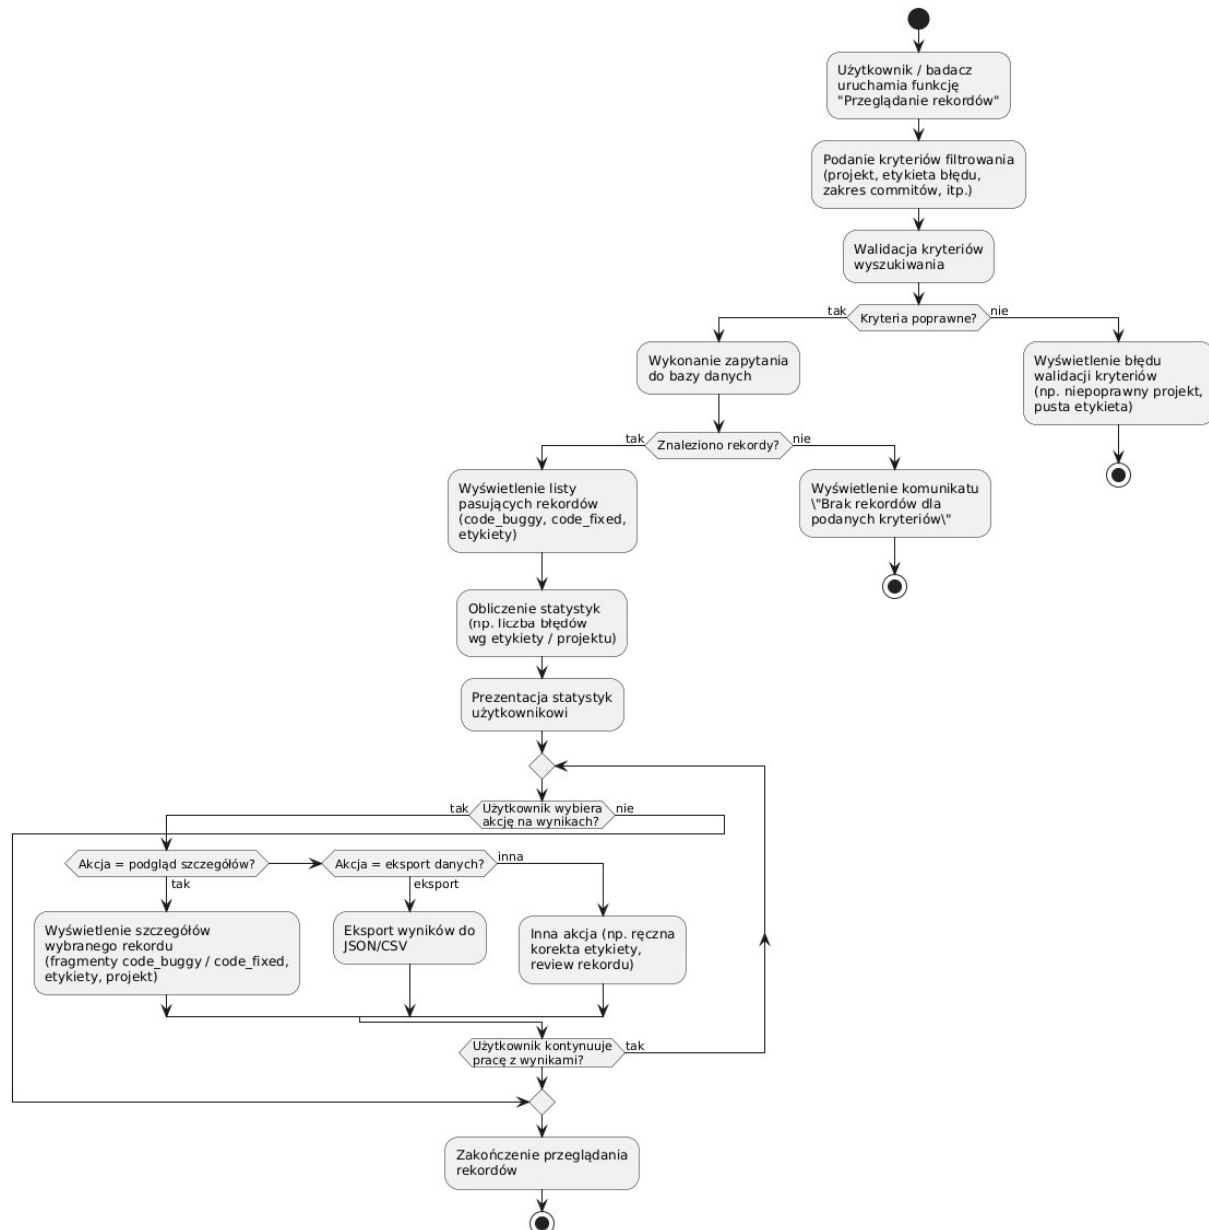 Użytkownik / badacz
uruchamia funkcję
"Przeglądanie rekordów"
Podanie kryteriów filtrowania
(projekt, etykieta błędu,
zakres commitów, itp.)
Walidacja kryteriów
wyszukiwania
tak
Kryteria poprawne?
nie
Wykonanie zapytania
do bazy danych
Wyświetlenie błędu
walidacji kryteriów
(np. niepoprawny projekt,
pusta etykieta)
tak
Znaleziono rekordy?
nie
Wyświetlenie listy
pasujących rekordów
(code_buggy, code_fixed,
etykiety)
Wyświetlenie komunikatu
\"Brak rekordów dla
podanych kryteriów\"
Obliczenie statystyk
(np. liczba błędów
wg etykiety / projektu)
Prezentacja statystyk
użytkownikowi
tak
Użytkownik wybiera
akcję na wynikach?
nie
Akcja = podgląd szczegółów?
tak
Akcja = eksport danych?
eksport
inna
Wyświetlenie szczegółów
wybranego rekordu
(fragmenty code_buggy / code_fixed,
etykiety, projekt)
Eksport wyników do
JSON/CSV
Inna akcja (np. ręczna
korekta etykiety,
review rekordu)
Użytkownik kontynuuje
pracę z wynikami?
tak
Zakończenie przeglądania
rekordów